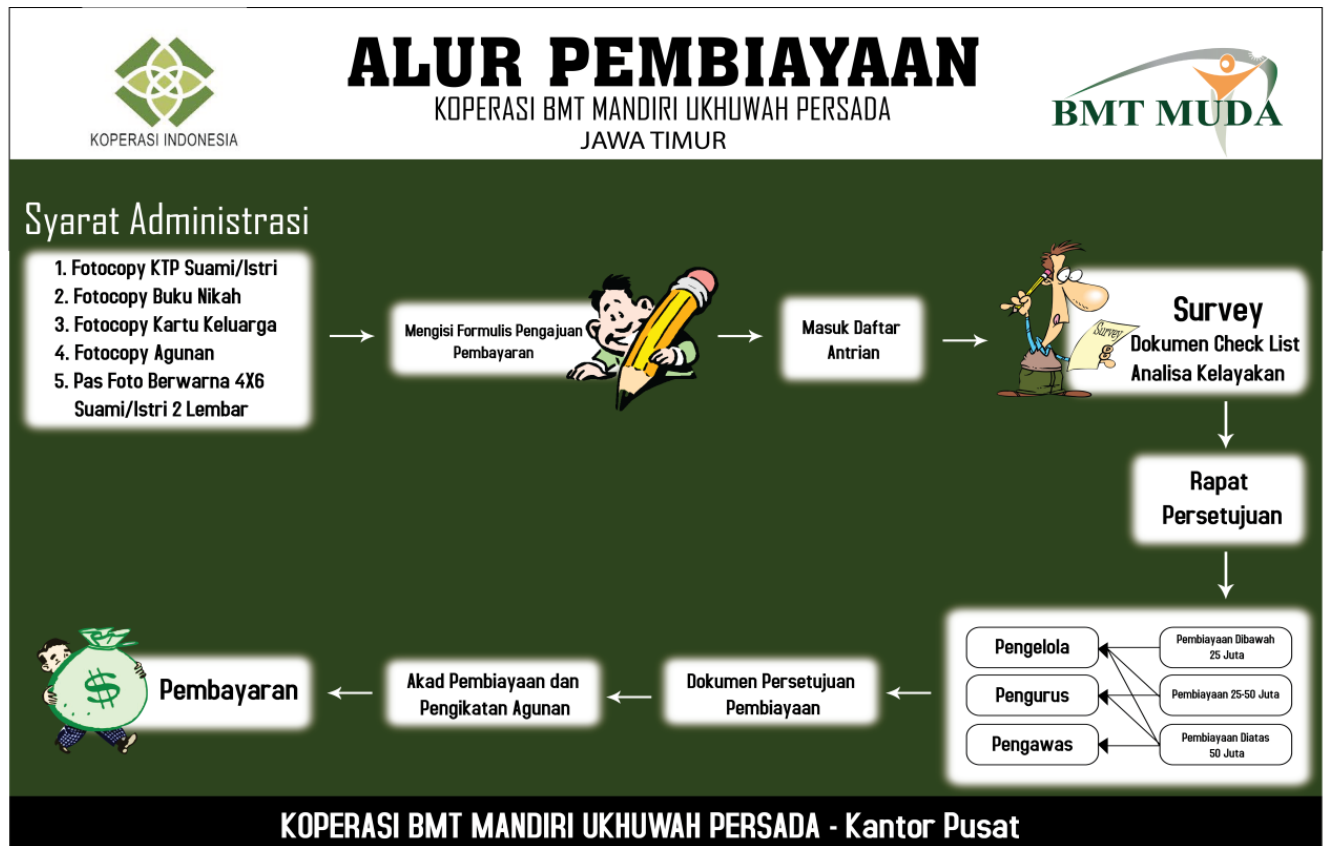 ALUR PEMBIAYAAN
KOPERASI BMT MANDIRI UKHUWAH PERSADA
JAWA TIMUR
KOPERASI INDONESIA
BMT MUDA
Syarat Administrasi
1. Fotocopy KTP Suami/Istri
2. Fotocopy Buku Nikah
3. Fotocopy Kartu Keluarga
4. Fotocopy Agunan
5. Pas Foto Berwarna 4X6
Suami/Istri 2 Lembar
Mengisi Formulis Pengajuan
Pembayaran
Masuk Daftar
Antrian
Survey
Survey
Dokumen Check List
Analisa Kelayakan
Rapat
Persetujuan
Pengelola
Pengurus
Pengawas
Pembiayaan Dibawah
25 Juta
Pembiayaan 25-50 Juta
Pembiayaan Diatas
50 Juta
Dokumen Persetujuan
Pembiayaan
Akad Pembiayaan dan
Pengikatan Agunan
$
Pembayaran
KOPERASI BMT MANDIRI UKHUWAH PERSADA - Kantor Pusat